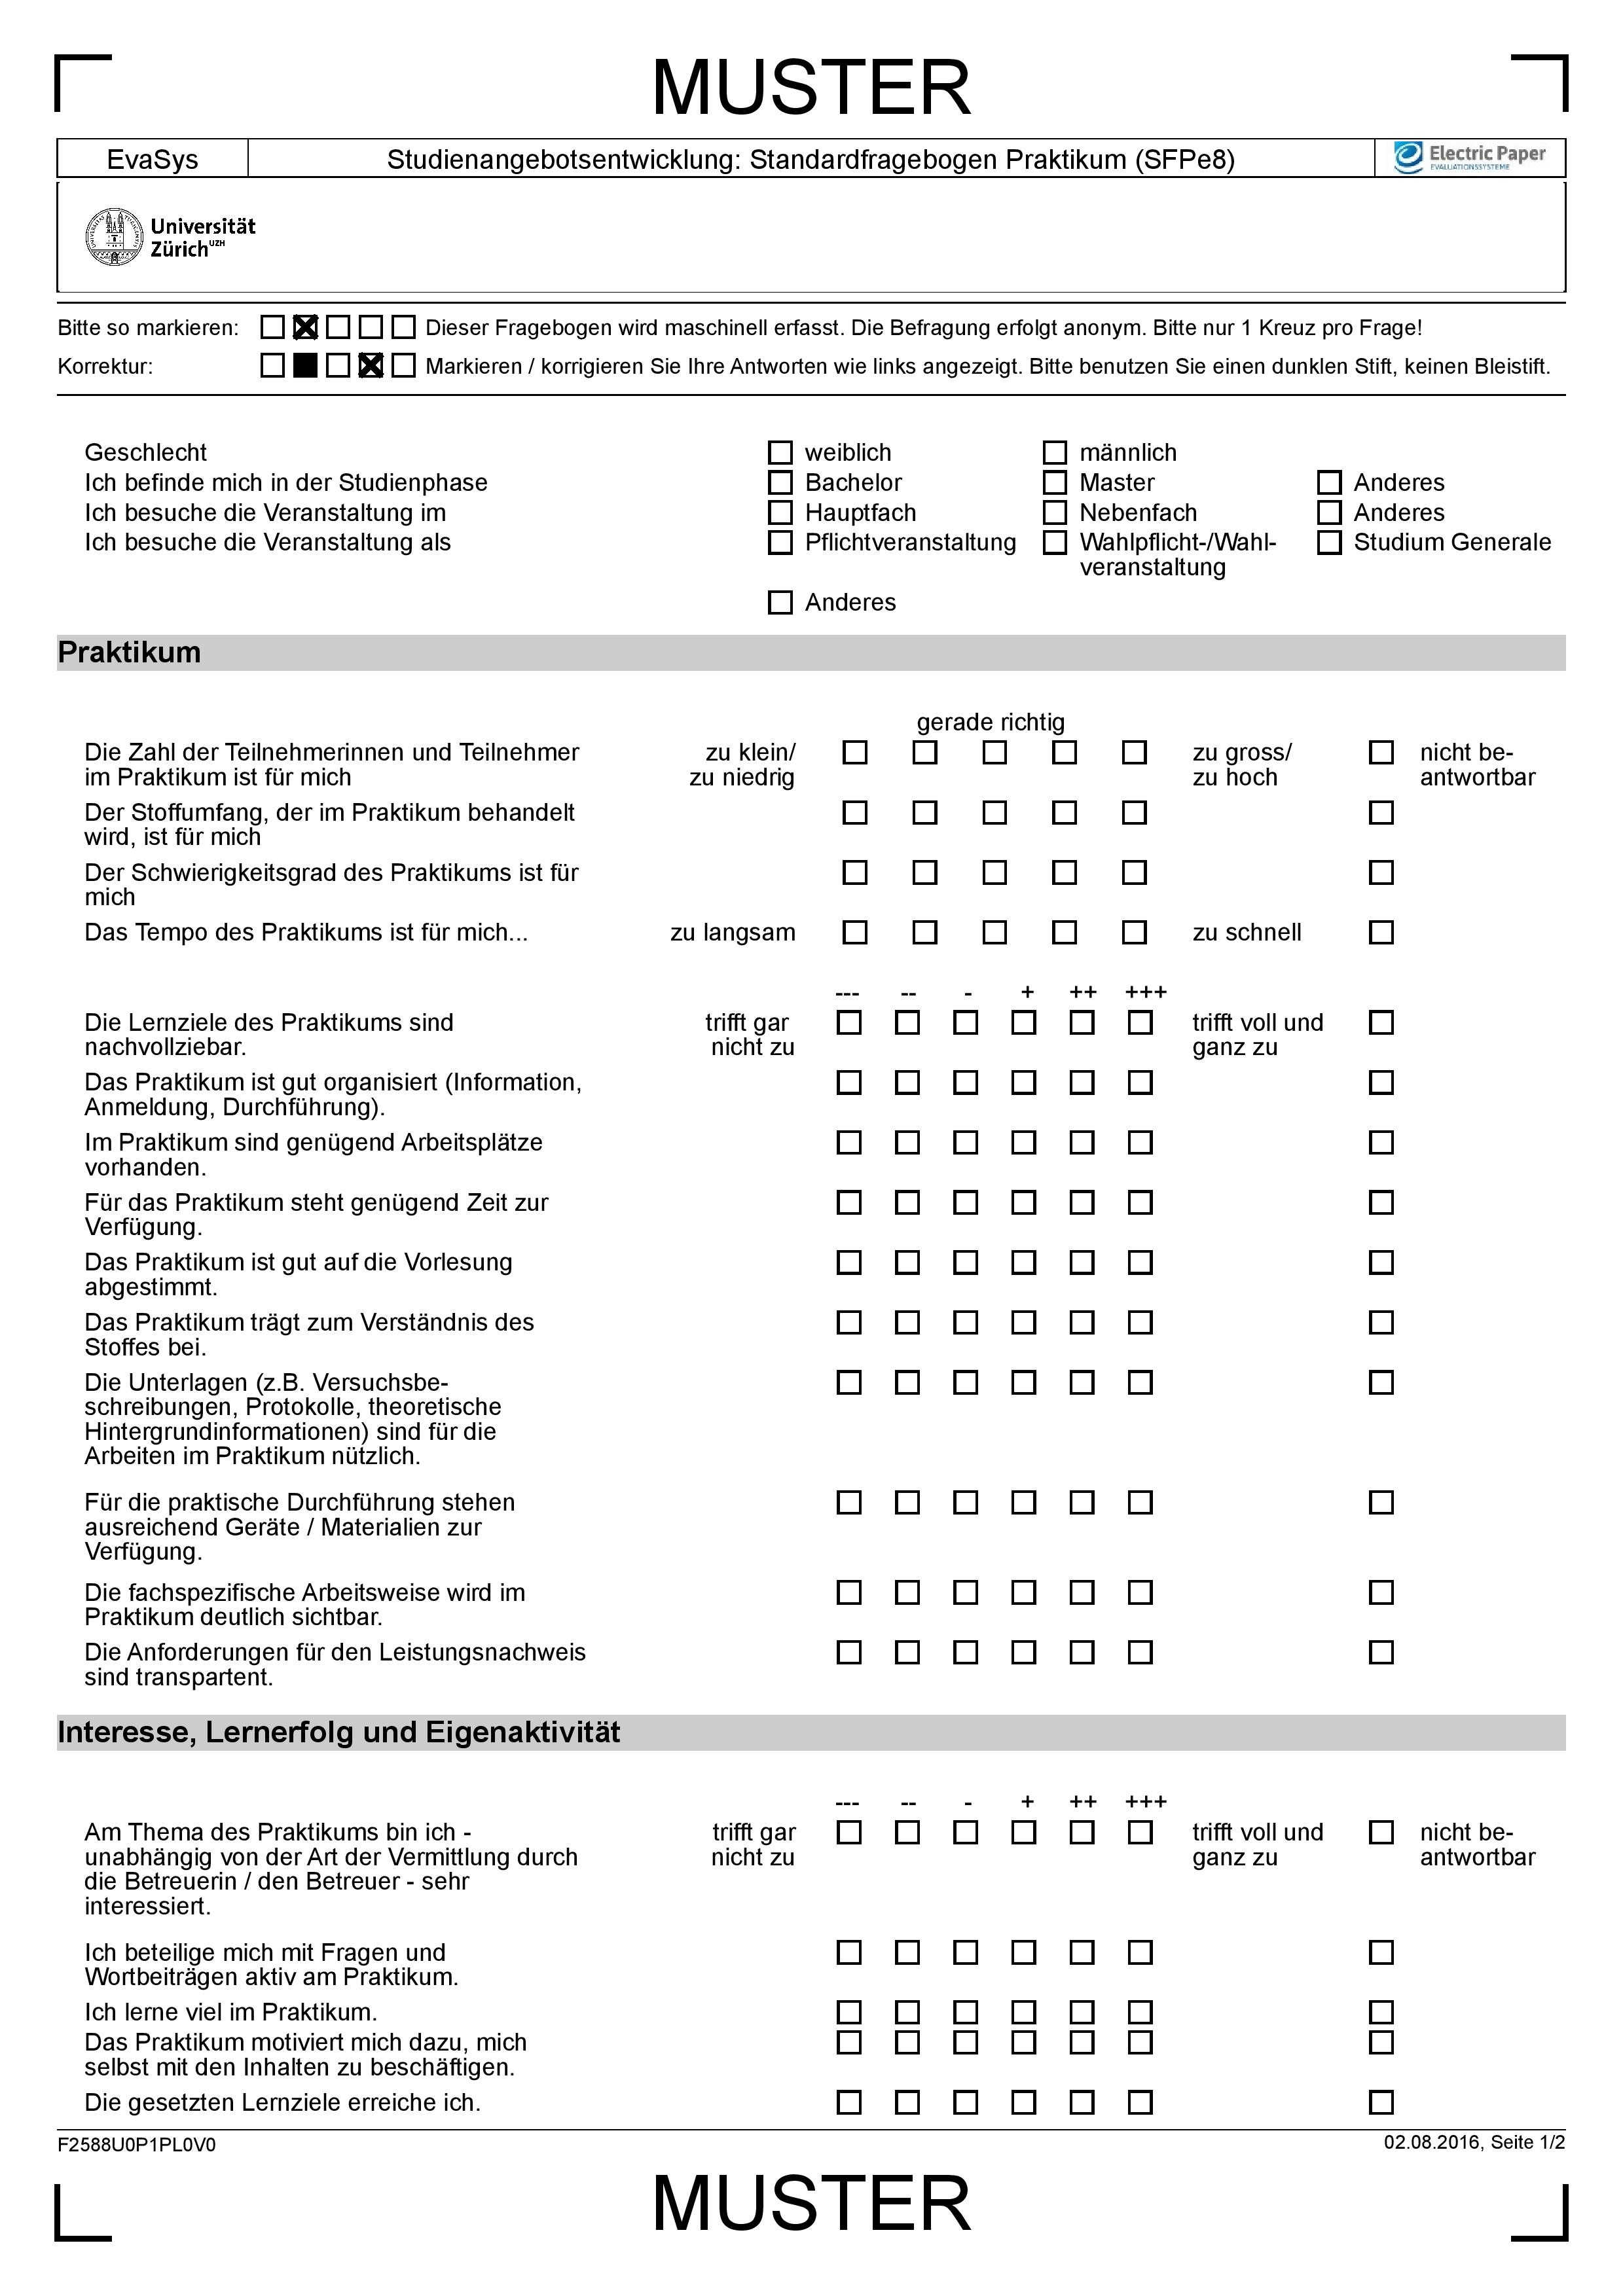 MUSTER
EvaSys Studienangebotsentwicklung: Standardfragebogen Praktikum (SFPe8) Electric Paper
EVALUATIONSSYSTEME
Universität
Zürich UZH
Bitte so markieren: Dieser Fragebogen wird maschinell erfasst. Die Befragung erfolgt anonym. Bitte nur 1 Kreuz pro Frage!
Korrektur: Markieren / korrigieren Sie Ihre Antworten wie links angezeigt. Bitte benutzen Sie einen dunklen Stift, keinen Bleistift.
Geschlecht weiblich männlich
Ich befinde mich in der Studienphase Bachelor Master Anderes
Ich besuche die Veranstaltung im Hauptfach Nebenfach Anderes
Ich besuche die Veranstaltung als Pflichtveranstaltung Wahlpflicht-/Wahl- Studium Generale
veranstaltung
Anderes
Praktikum
gerade richtig
Die Zahl der Teilnehmerinnen und Teilnehmer zu klein/ zu gross/ nicht be-
im Praktikum ist für mich zu niedrig zu hoch antwortbar
Der Stoffumfang, der im Praktikum behandelt
wird, ist für mich
Der Schwierigkeitsgrad des Praktikums ist für
mich
Das Tempo des Praktikums ist für mich... zu langsam zu schnell
--- -- - + ++ +++
Die Lernziele des Praktikums sind trifft gar trifft voll und
nachvollziebar. nicht zu ganz zu
Das Praktikum ist gut organisiert (Information,
Anmeldung, Durchführung).
Im Praktikum sind genügend Arbeitsplätze
vorhanden.
Für das Praktikum steht genügend Zeit zur
Verfügung.
Das Praktikum ist gut auf die Vorlesung
abgestimmt.
Das Praktikum trägt zum Verständnis des
Stoffes bei.
Die Unterlagen (z.B. Versuchsbe-
schreibungen, Protokolle, theoretische
Hintergrundinformationen) sind für die
Arbeiten im Praktikum nützlich.
Für die praktische Durchführung stehen
ausreichend Geräte / Materialien zur
Verfügung.
Die fachspezifische Arbeitsweise wird im
Praktikum deutlich sichtbar.
Die Anforderungen für den Leistungsnachweis
sind transpartent.
Interesse, Lernerfolg und Eigenaktivität
--- -- - + ++ +++
Am Thema des Praktikums bin ich - trifft gar trifft voll und nicht be-
unabhängig von der Art der Vermittlung durch nicht zu ganz zu antwortbar
die Betreuerin / den Betreuer - sehr
interessiert.
Ich beteilige mich mit Fragen und
Wortbeiträgen aktiv am Praktikum.
Ich lerne viel im Praktikum.
Das Praktikum motiviert mich dazu, mich
selbst mit den Inhalten zu beschäftigen.
Die gesetzten Lernziele erreiche ich.
F2588U0P1PL0V0 02.08.2016, Seite 1/2
MUSTER